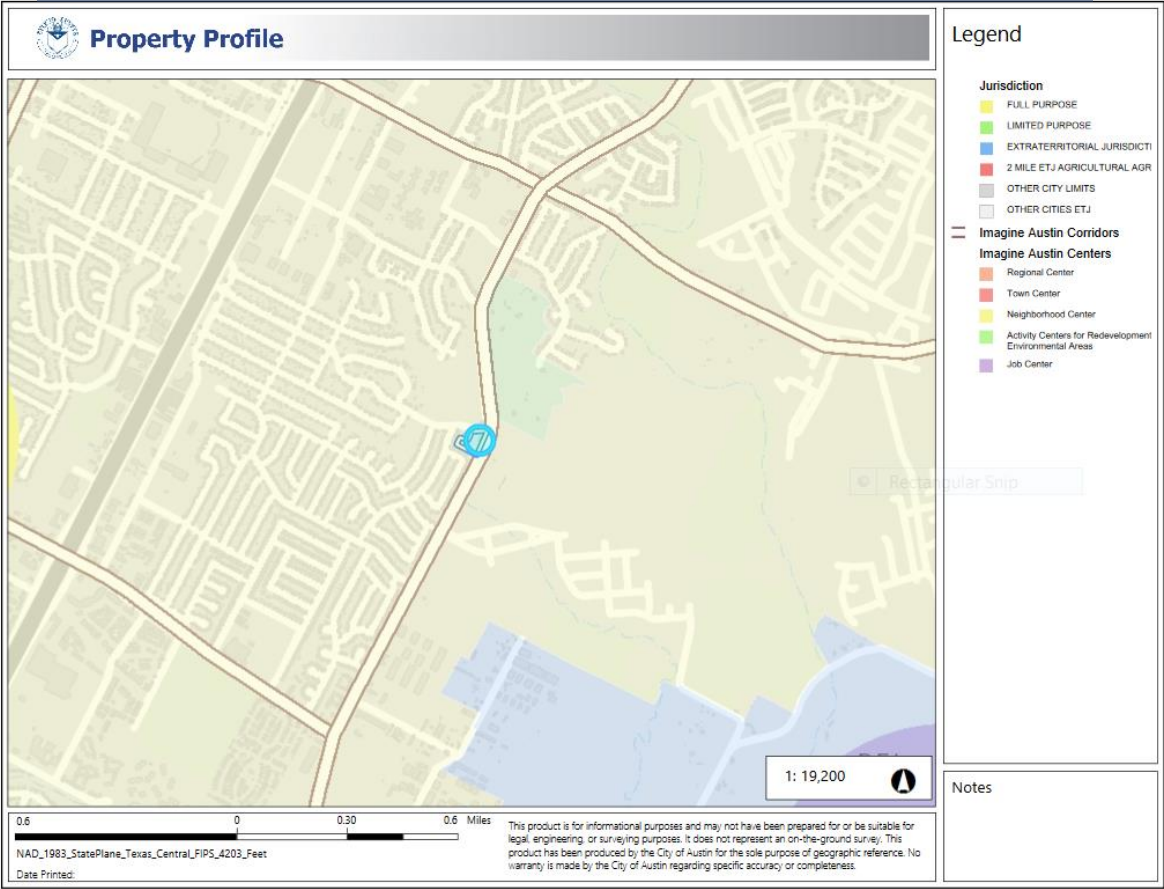 Property Profile
Legend
Jurisdiction
FULL PURPOSE
LIMITED PURPOSE
EXTRATERRITORIAL JURISDICTI
2 MILE ETJ AGRICULTURAL AGR
OTHER CITY LIMITS
OTHER CITIES ETJ
Imagine Austin Corridors
Imagine Austin Centers
Regional Center
Town Center
Neighborhood Center
Activity Centers for Redevelopment
Environmental Areas
Job Center
Rectangular Snip
1: 19,200
Notes
0.6 0 0.30 0.6 Miles
NAD_1983_StatePlane_Texas_Central_FIPS_4203_Feet
Date Printed:
This product is for informational purposes and may not have been prepared for or be suitable for
legal, engineering, or surveying purposes. It does not represent an on-the-ground survey. This
product has been produced by the City of Austin for the sole purpose of geographic reference. No
warranty is made by the City of Austin regarding specific accuracy or completeness.